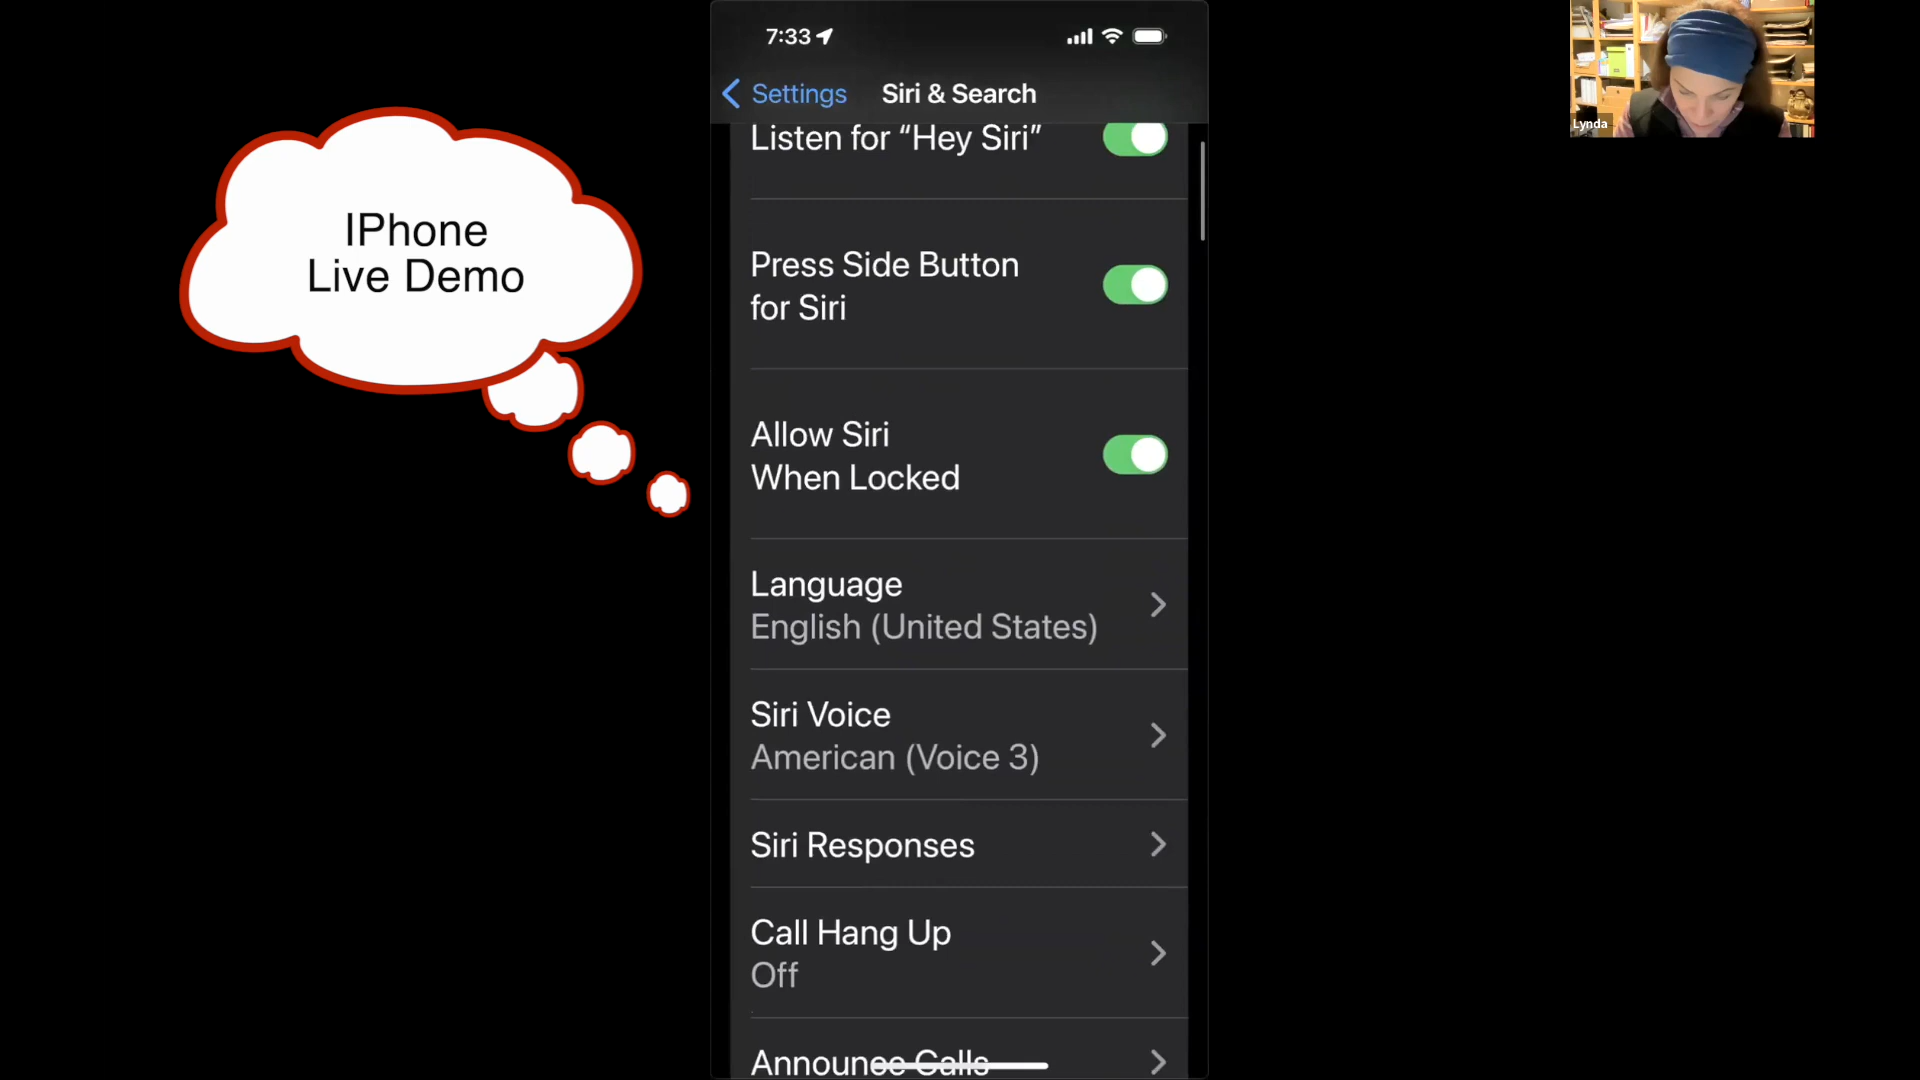 7:33
Settings
Siri & Search
Lynda
Listen for “Hey Siri”
IPhone
Live Demo
Press Side Button
for Siri
Allow Siri
When Locked
Language
English (United States)
Siri Voice
American (Voice 3)
Siri Responses
Call Hang Up
Off
Announce Calls